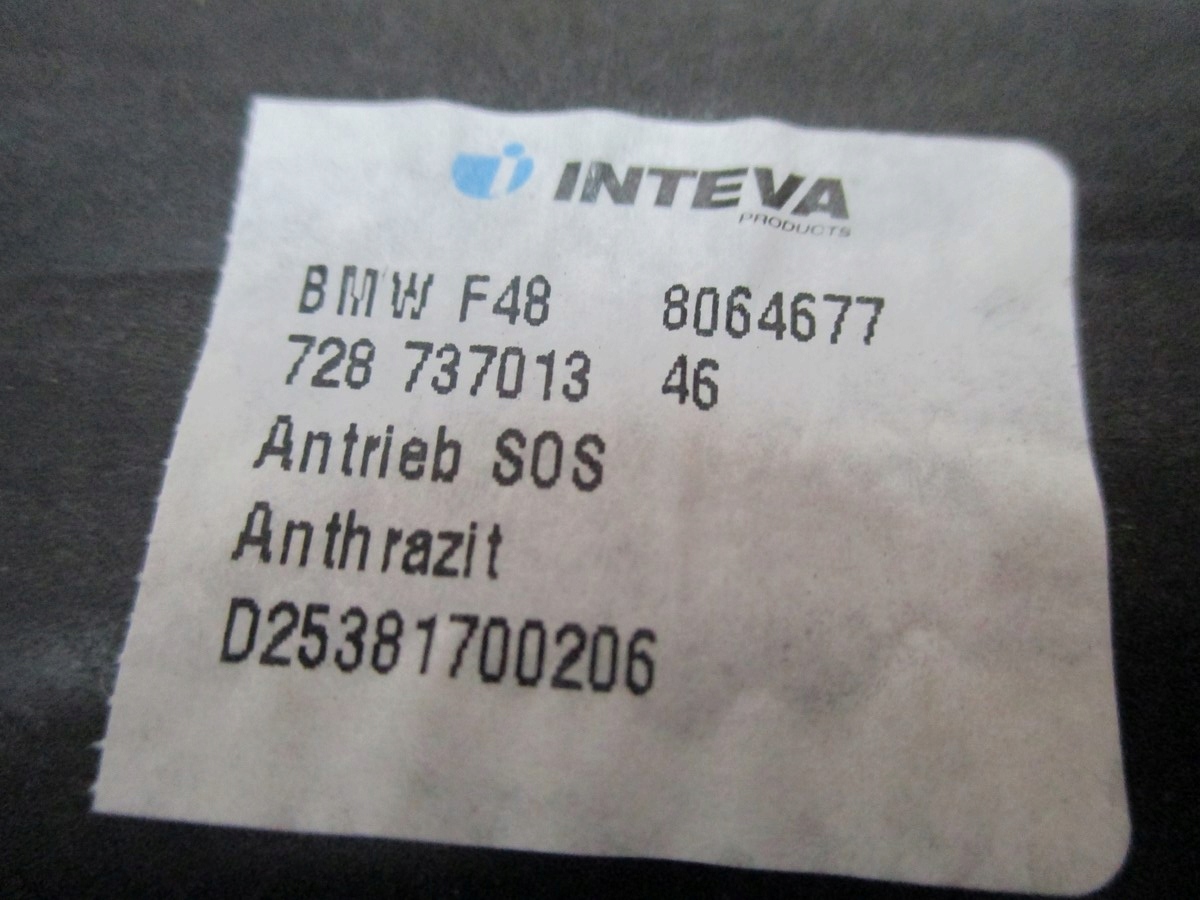 INTEVA
PRODUCTS
BMW F48 8064677
728 737013 46
Antrieb SOS
Anthrazit
D25381700206